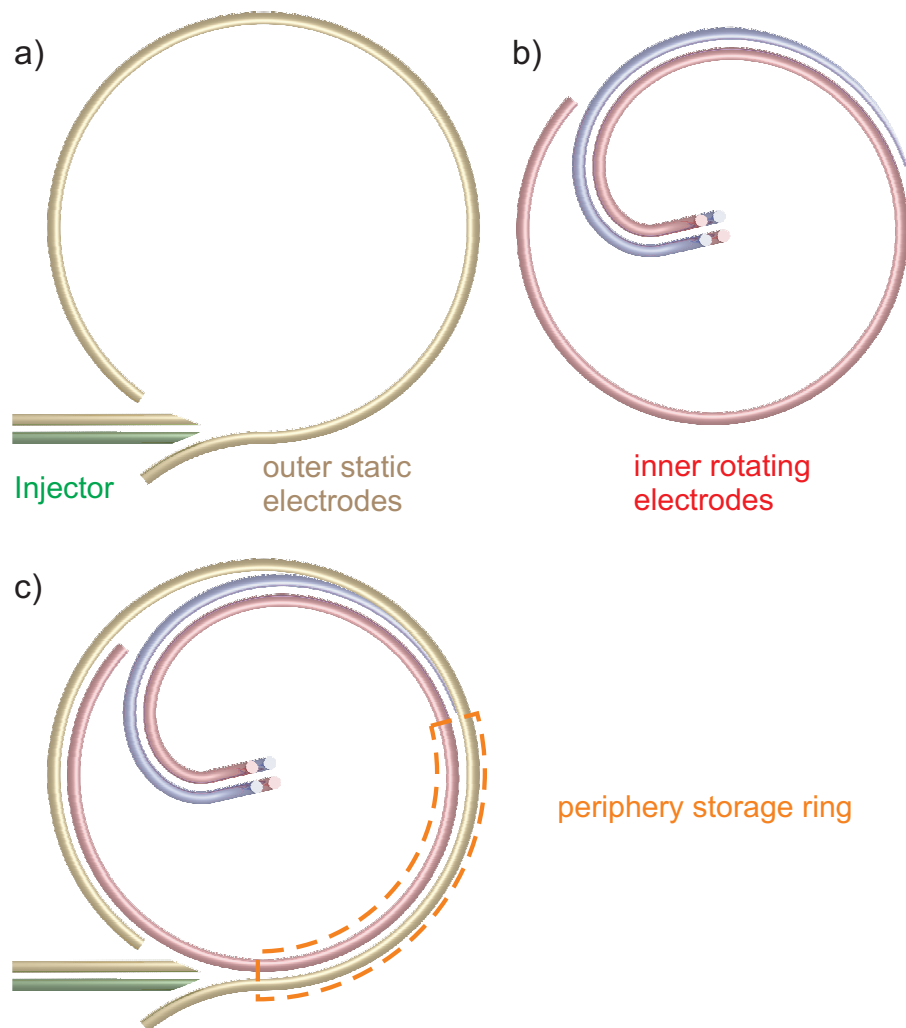 a)
b)
Injector
outer static
electrodes
inner rotating
electrodes
c)
periphery storage ring